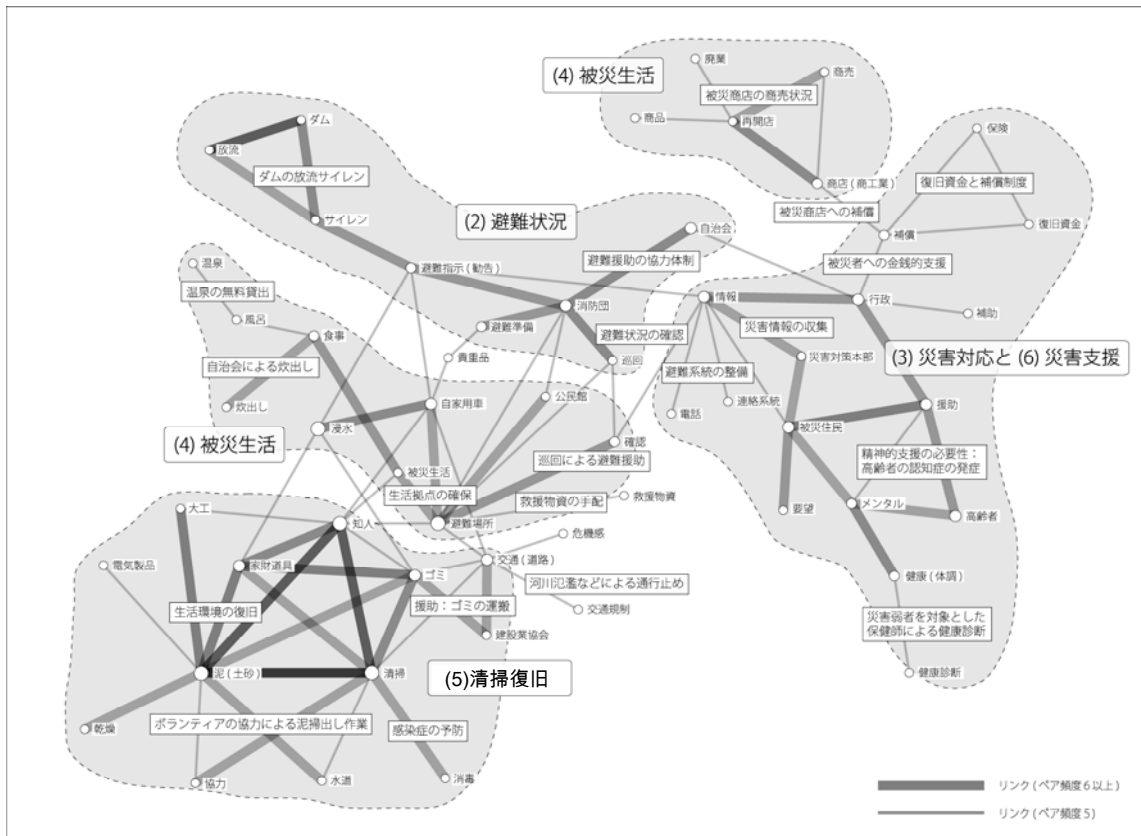 (4) 被災生活
廃業
商売
被災商店の商売状況
商品
再開店
商店(商工業)
被災商店への補償
ダム
放流
ダムの放流サイレン
サイレン
(2) 避難状況
保険
復旧資金と補償制度
復旧資金
補償
被災者への金銭的支援
自治会
避難援助の協力体制
避難指示(勧告)
消防団
避難準備
避難状況の確認
貴重品
巡回
情報
行政
補助
災害情報の収集
災害対策本部
(3) 災害対応と (6) 災害支援
避難系統の整備
電話
連絡系統
被災住民
援助
精神的支援の必要性:
高齢者の認知症の発症
要望
メンタル
高齢者
健康(体調)
災害弱者を対象とした
保健師による健康診断
健康診断
温泉
温泉の無料貸出
風呂
食事
自治会による炊出し
炊出し
自家用車
公民館
浸水
確認
(4) 被災生活
巡回による避難援助
被災生活
生活拠点の確保
救援物資の手配
救援物資
避難場所
大工
知人
危機感
電気製品
家財道具
ゴミ
交通(道路)
河川氾濫などによる通行止め
交通規制
生活環境の復旧
援助:ゴミの運搬
建設業協会
泥(土砂)
清掃
(5)清掃復旧
ボランティアの協力による泥掃出し作業
感染症の予防
乾燥
協力
水道
消毒
リンク(ペア頻度6以上)
リンク(ペア頻度5)